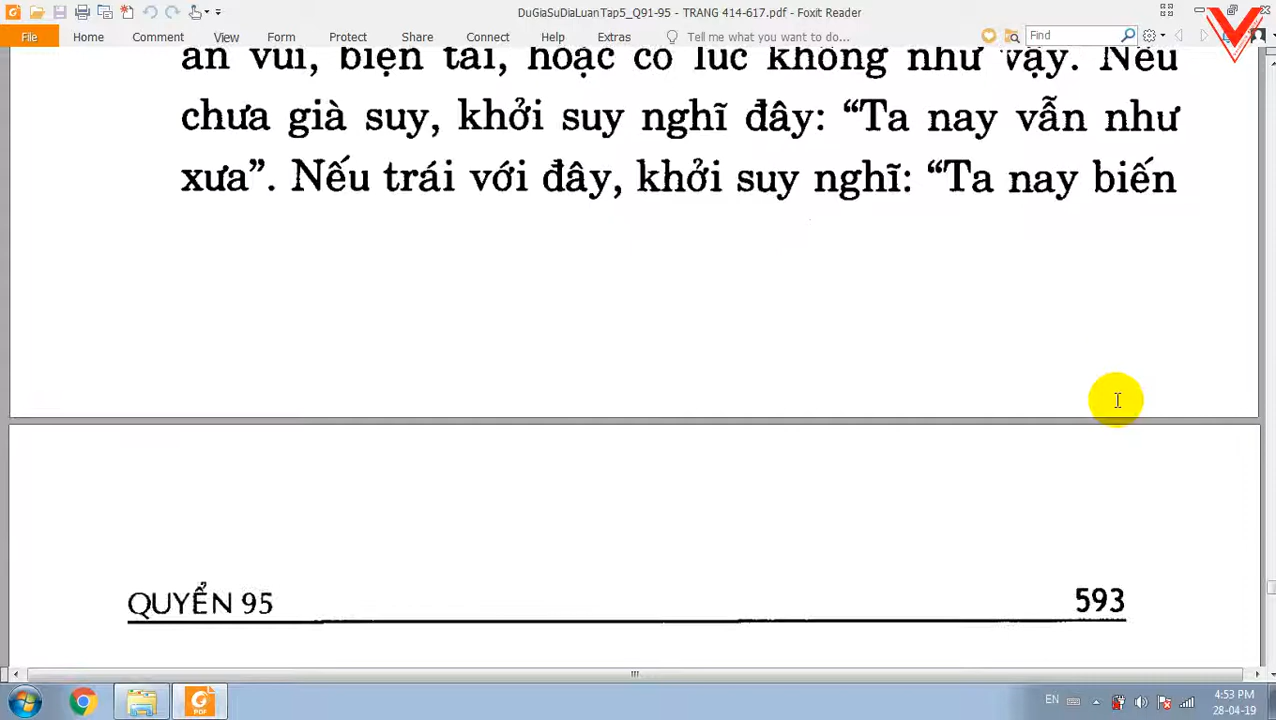 DuGiaSuDiaLuanTap5_Q91-95 - TRANG 414-617.pdf - Foxit Reader
File Home Comment View Form Protect Share Connect Help Extras Tell me what you want to do... Find
an vui, biện tài, hoặc có lúc không như vậy. Nếu
chưa già suy, khởi suy nghĩ đây: “Ta nay vẫn như
xưa”. Nếu trái với đây, khởi suy nghĩ: “Ta nay biến
QUYỂN 95 593
EN 4:53 PM
28-04-19